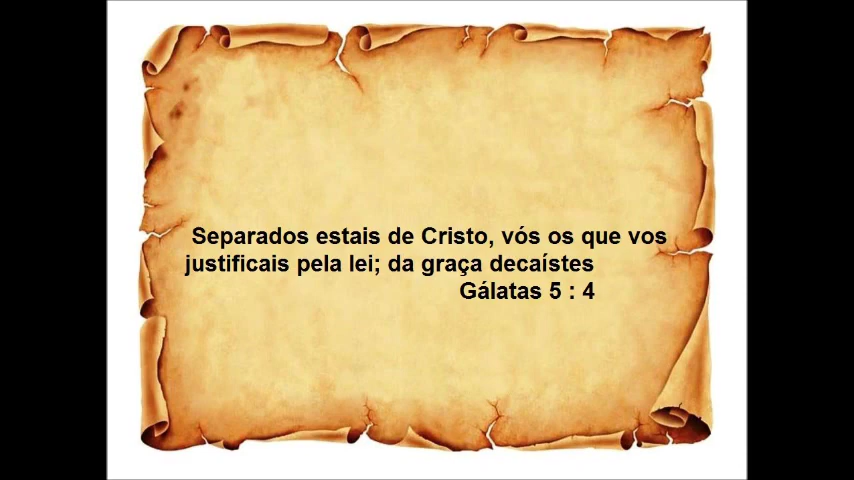 Separados estais de Cristo, vós os que vos
justificais pela lei; da graça decaístes
Gálatas 5 : 4